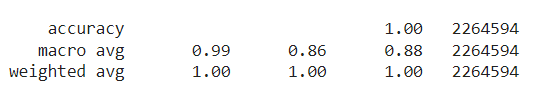 accuracy 1.00 2264594
macro avg 0.99 0.86 0.88 2264594
weighted avg 1.00 1.00 1.00 2264594